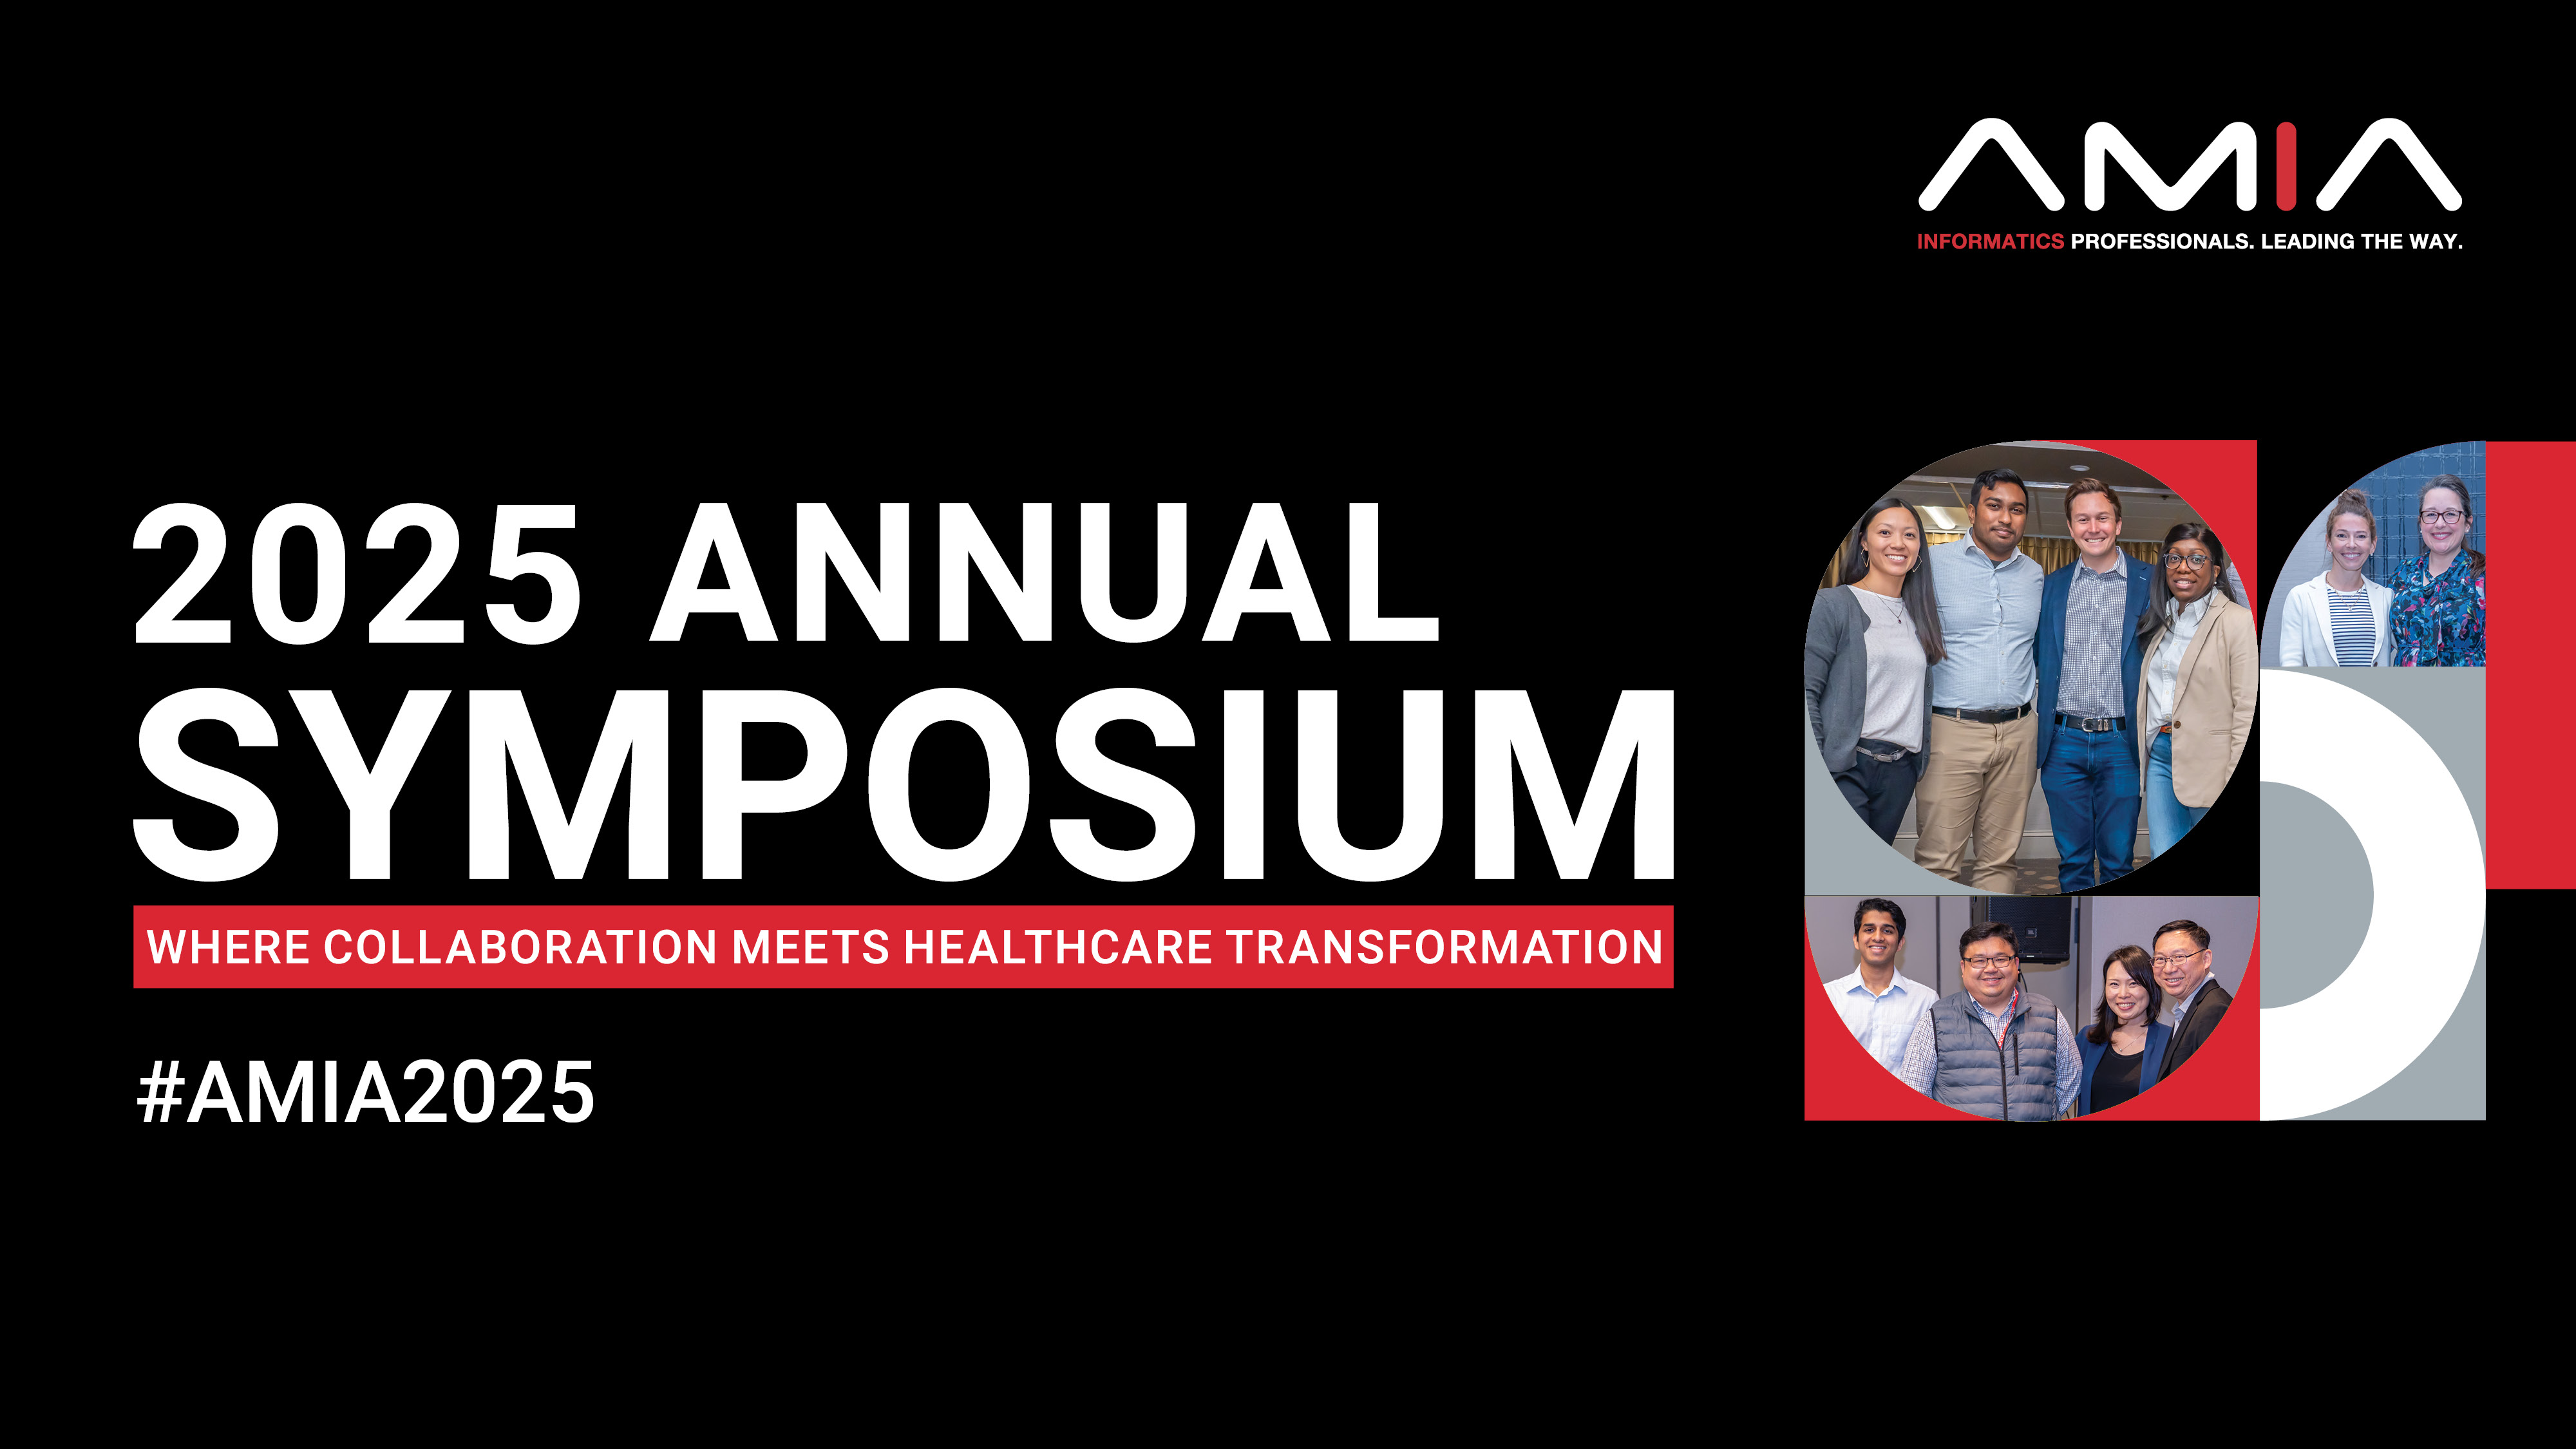 AMIA
INFORMATICS PROFESSIONALS. LEADING THE WAY.
2025 ANNUAL
SYMPOSIUM
WHERE COLLABORATION MEETS HEALTHCARE TRANSFORMATION
#AMIA2025